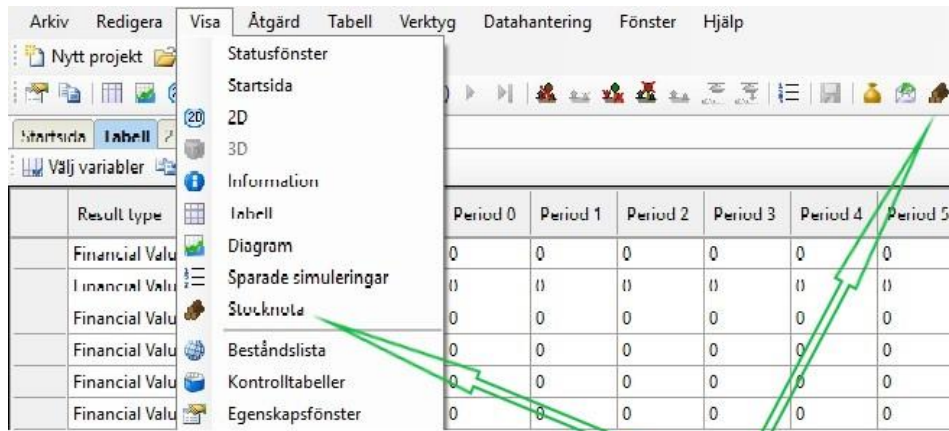 Arkiv Redigera Visa Åtgärd Tabell Verktyg Datahantering Fönster Hjälp
Nytt projekt
Statusfönster
Startsida
2D
3D
Startsida Tabell 2
Välj variabler
Information
Tabell
Diagram
Sparade simuleringar
Stocknota
Beståndslista
Kontrolltabeller
Egenskapsfönster
Result type Period 0 Period 1 Period 2 Period 3 Period 4 Period 5
Financial Valu 0 0 0 0 0 0
Financial Valu 0 0 0 0 0 0
Financial Valu 0 0 0 0 0 0
Financial Valu 0 0 0 0 0 0
Financial Valu 0 0 0 0 0 0
Financial Valu 0 0 0 0 0 0